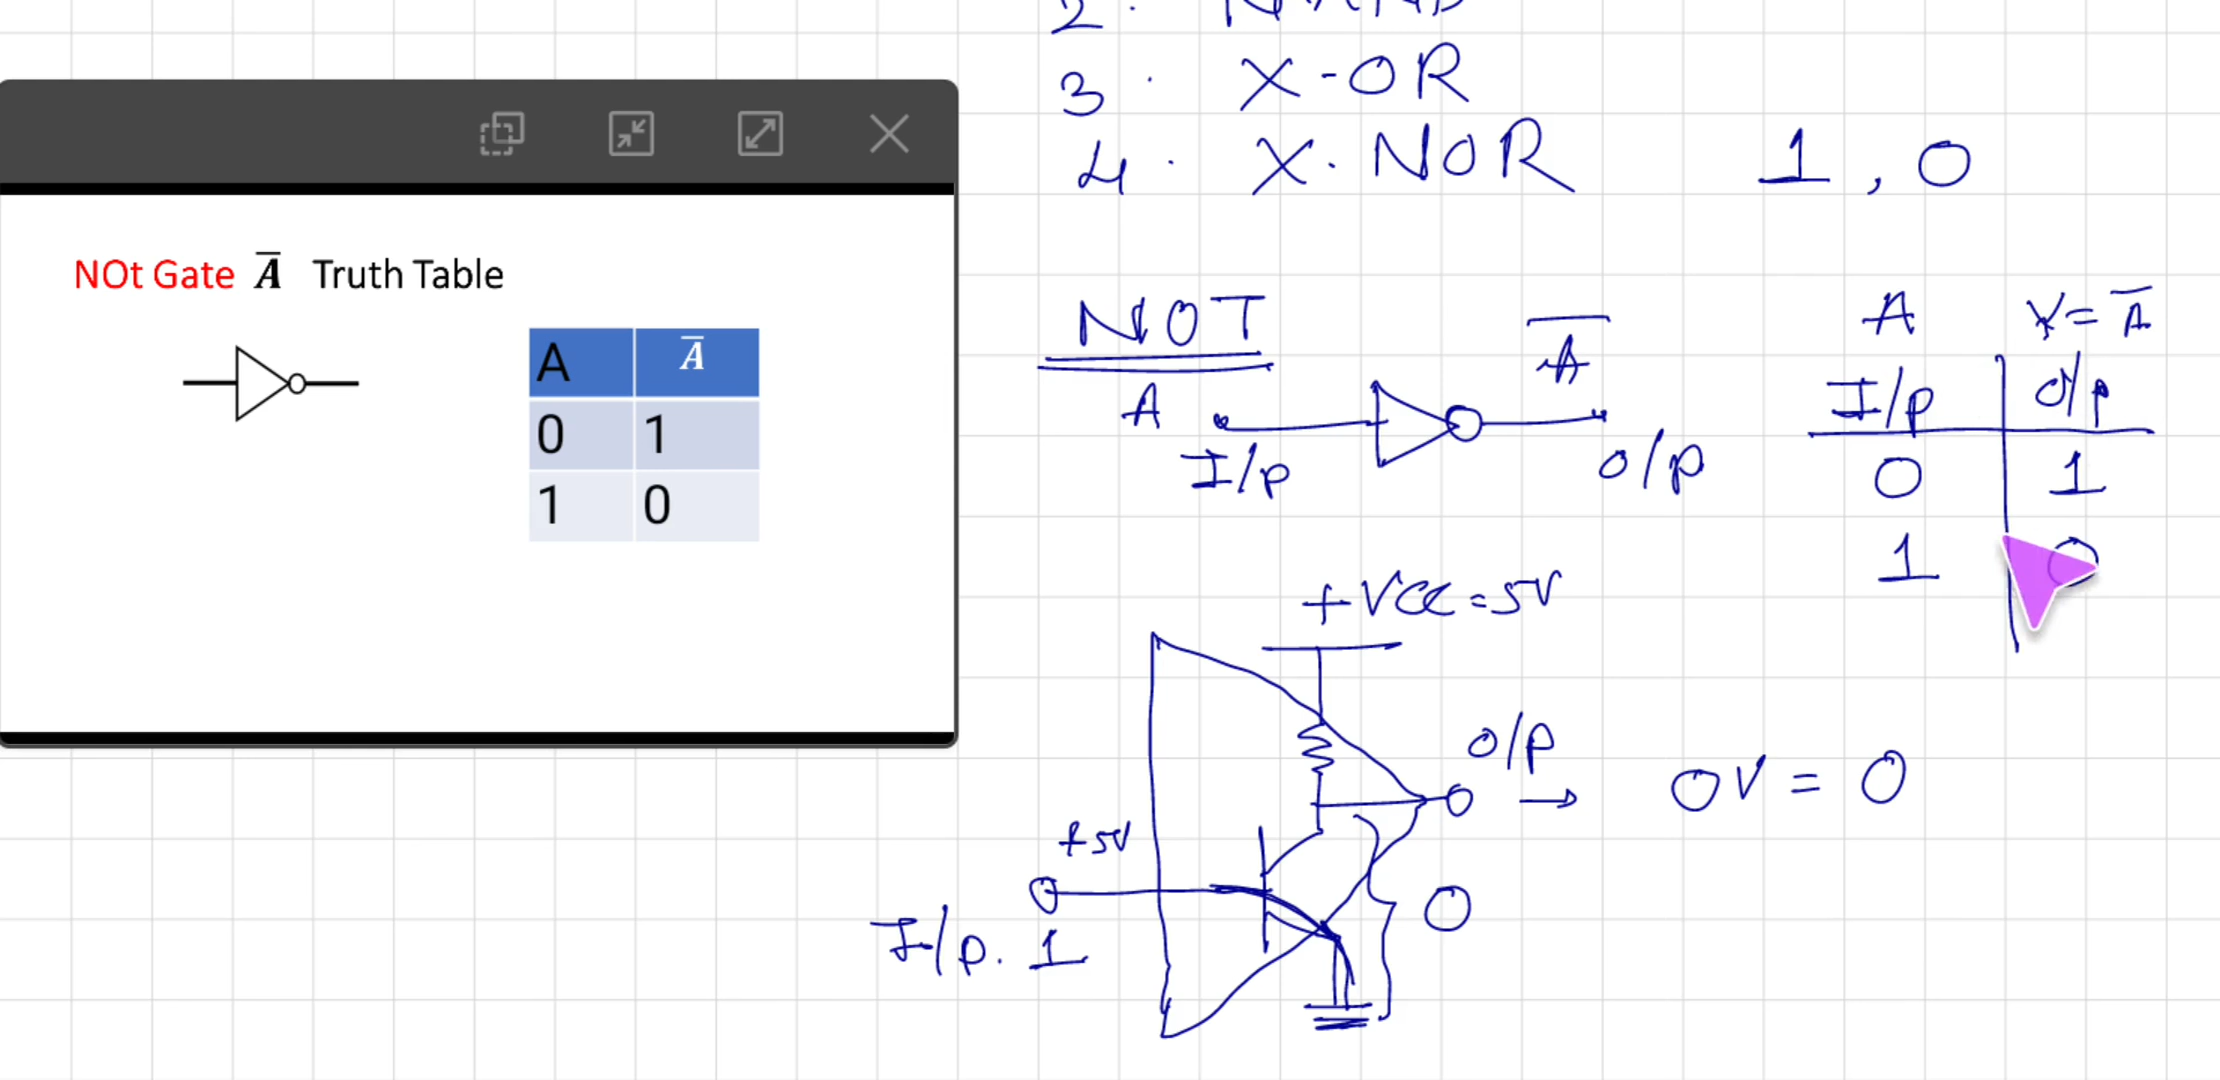 3. X-OR
4. X.NOR 1, 0
NOt Gate A̅ Truth Table
A A̅
0 1
1 0
NOT
A A̅
I/p O/p
A Y = A̅
I/p O/p
0 1
1 0
+VCC = 5V
O/P → 0V = 0
+5V
I/p. 1
0